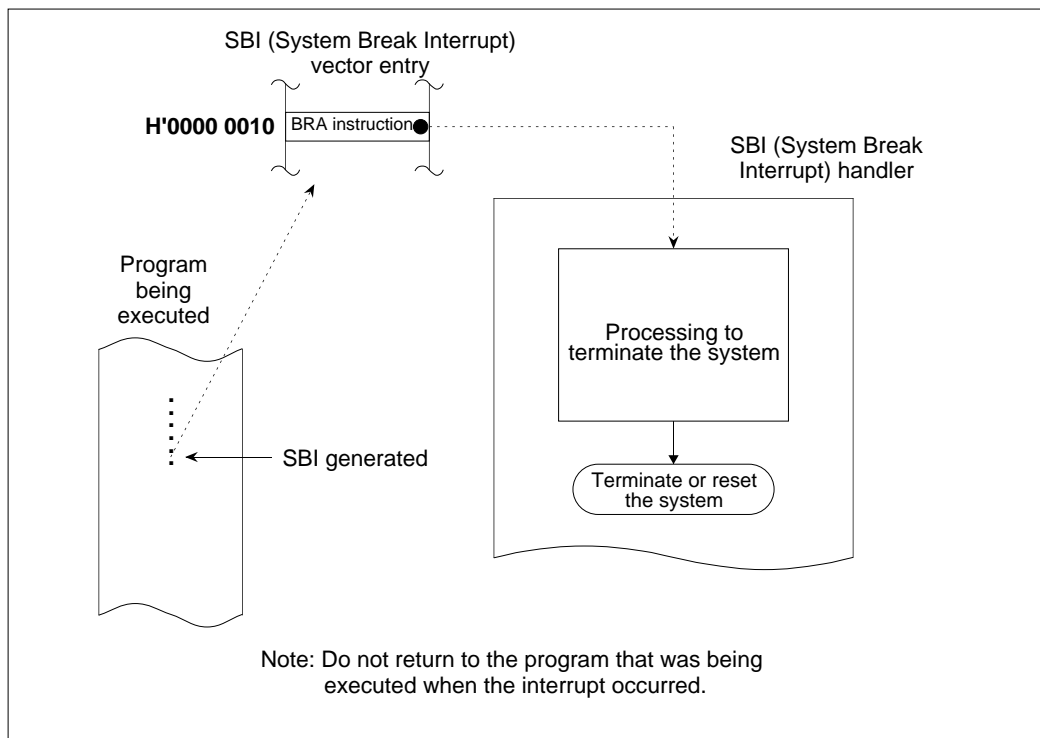 SBI (System Break Interrupt)
vector entry
H'0000 0010
BRA instruction
SBI (System Break
Interrupt) handler
Program
being
executed
Processing to
terminate the system
SBI generated
Terminate or reset
the system
Note: Do not return to the program that was being
executed when the interrupt occurred.